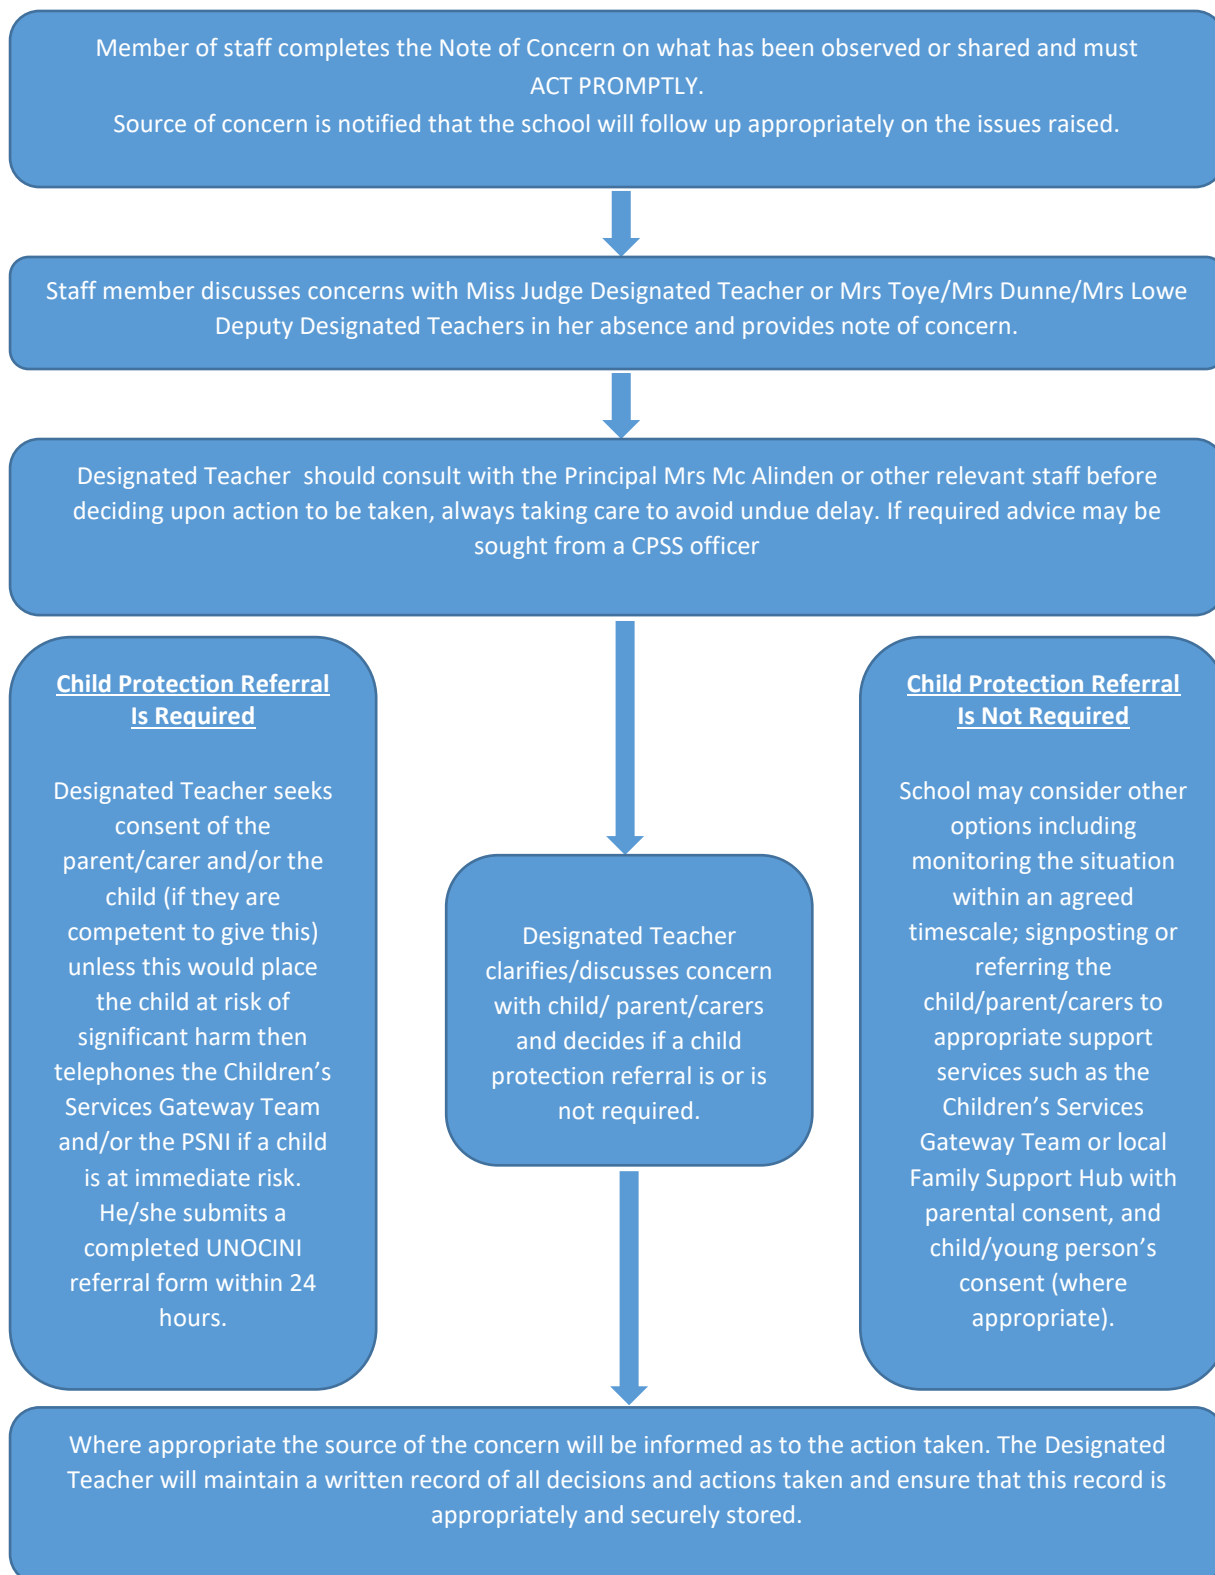 Member of staff completes the Note of Concern on what has been observed or shared and must
ACT PROMPTLY.
Source of concern is notified that the school will follow up appropriately on the issues raised.
Staff member discusses concerns with Miss Judge Designated Teacher or Mrs Toye/Mrs Dunne/Mrs Lowe
Deputy Designated Teachers in her absence and provides note of concern.
Designated Teacher  should consult with the Principal Mrs Mc Alinden or other relevant staff before
deciding upon action to be taken, always taking care to avoid undue delay. If required advice may be
sought from a CPSS officer
Child Protection Referral
Is Required
Designated Teacher seeks
consent of the
parent/carer and/or the
child (if they are
competent to give this)
unless this would place
the child at risk of
significant harm then
telephones the Children's
Services Gateway Team
and/or the PSNI if a child
is at immediate risk.
He/she submits a
completed UNOCINI
referral form within 24
hours.
Designated Teacher
clarifies/discusses concern
with child/ parent/carers
and decides if a child
protection referral is or is
not required.
Child Protection Referral
Is Not Required
School may consider other
options including
monitoring the situation
within an agreed
timescale; signposting or
referring the
child/parent/carers to
appropriate support
services such as the
Children's Services
Gateway Team or local
Family Support Hub with
parental consent, and
child/young person's
consent (where
appropriate).
Where appropriate the source of the concern will be informed as to the action taken. The Designated
Teacher will maintain a written record of all decisions and actions taken and ensure that this record is
appropriately and securely stored.